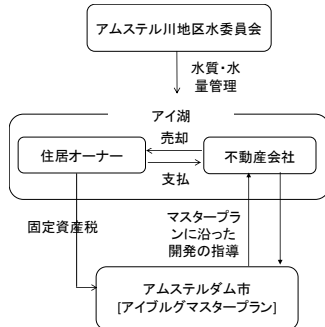 アムステル川地区水委員会
水質・水
量管理
アイ湖
売却
住居オーナー
不動産会社
支払
固定資産税
マスタープラ
ンに沿った
開発の指導
アムステルダム市
[アイブルグマスタープラン]